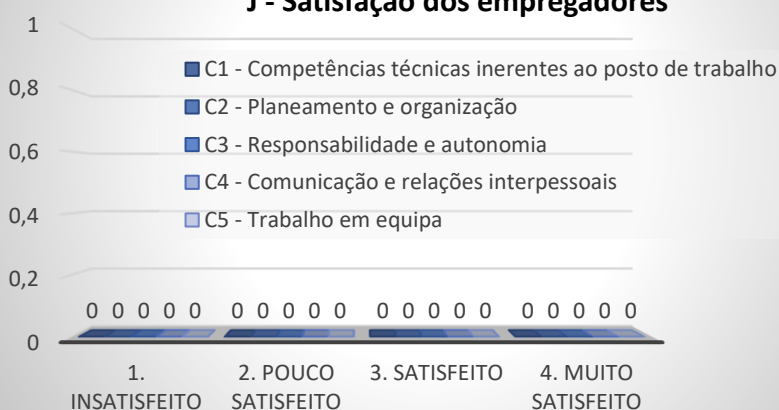 J - Satisfação dos empregadores
1
0,8
0,6
0,4
0,2
0
C1 - Competências técnicas inerentes ao posto de trabalho
C2 - Planeamento e organização
C3 - Responsabilidade e autonomia
C4 - Comunicação e relações interpessoais
C5 - Trabalho em equipa
0 0 0 0 0 0 0 0 0 0 0 0 0 0 0 0 0 0 0 0
1. INSATISFEITO
2. POUCO SATISFEITO
3. SATISFEITO
4. MUITO SATISFEITO